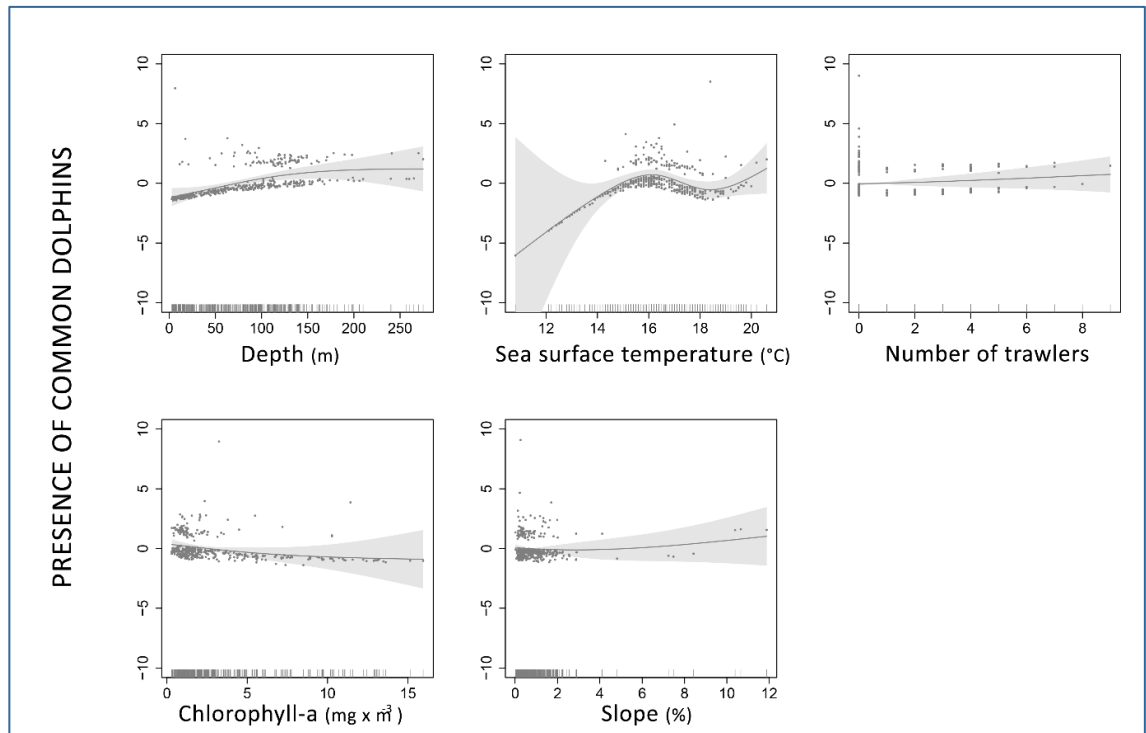 PRESENCE OF COMMON DOLPHINS
10
5
0
−5
−10
0 50 100 150 200 250
Depth (m)
10
5
0
−5
−10
12 14 16 18 20
Sea surface temperature (°C)
10
5
0
−5
−10
0 2 4 6 8
Number of trawlers
10
5
0
−5
−10
0 5 10 15
Chlorophyll-a (mg x m⁻³)
10
5
0
−5
−10
0 2 4 6 8 10 12
Slope (%)